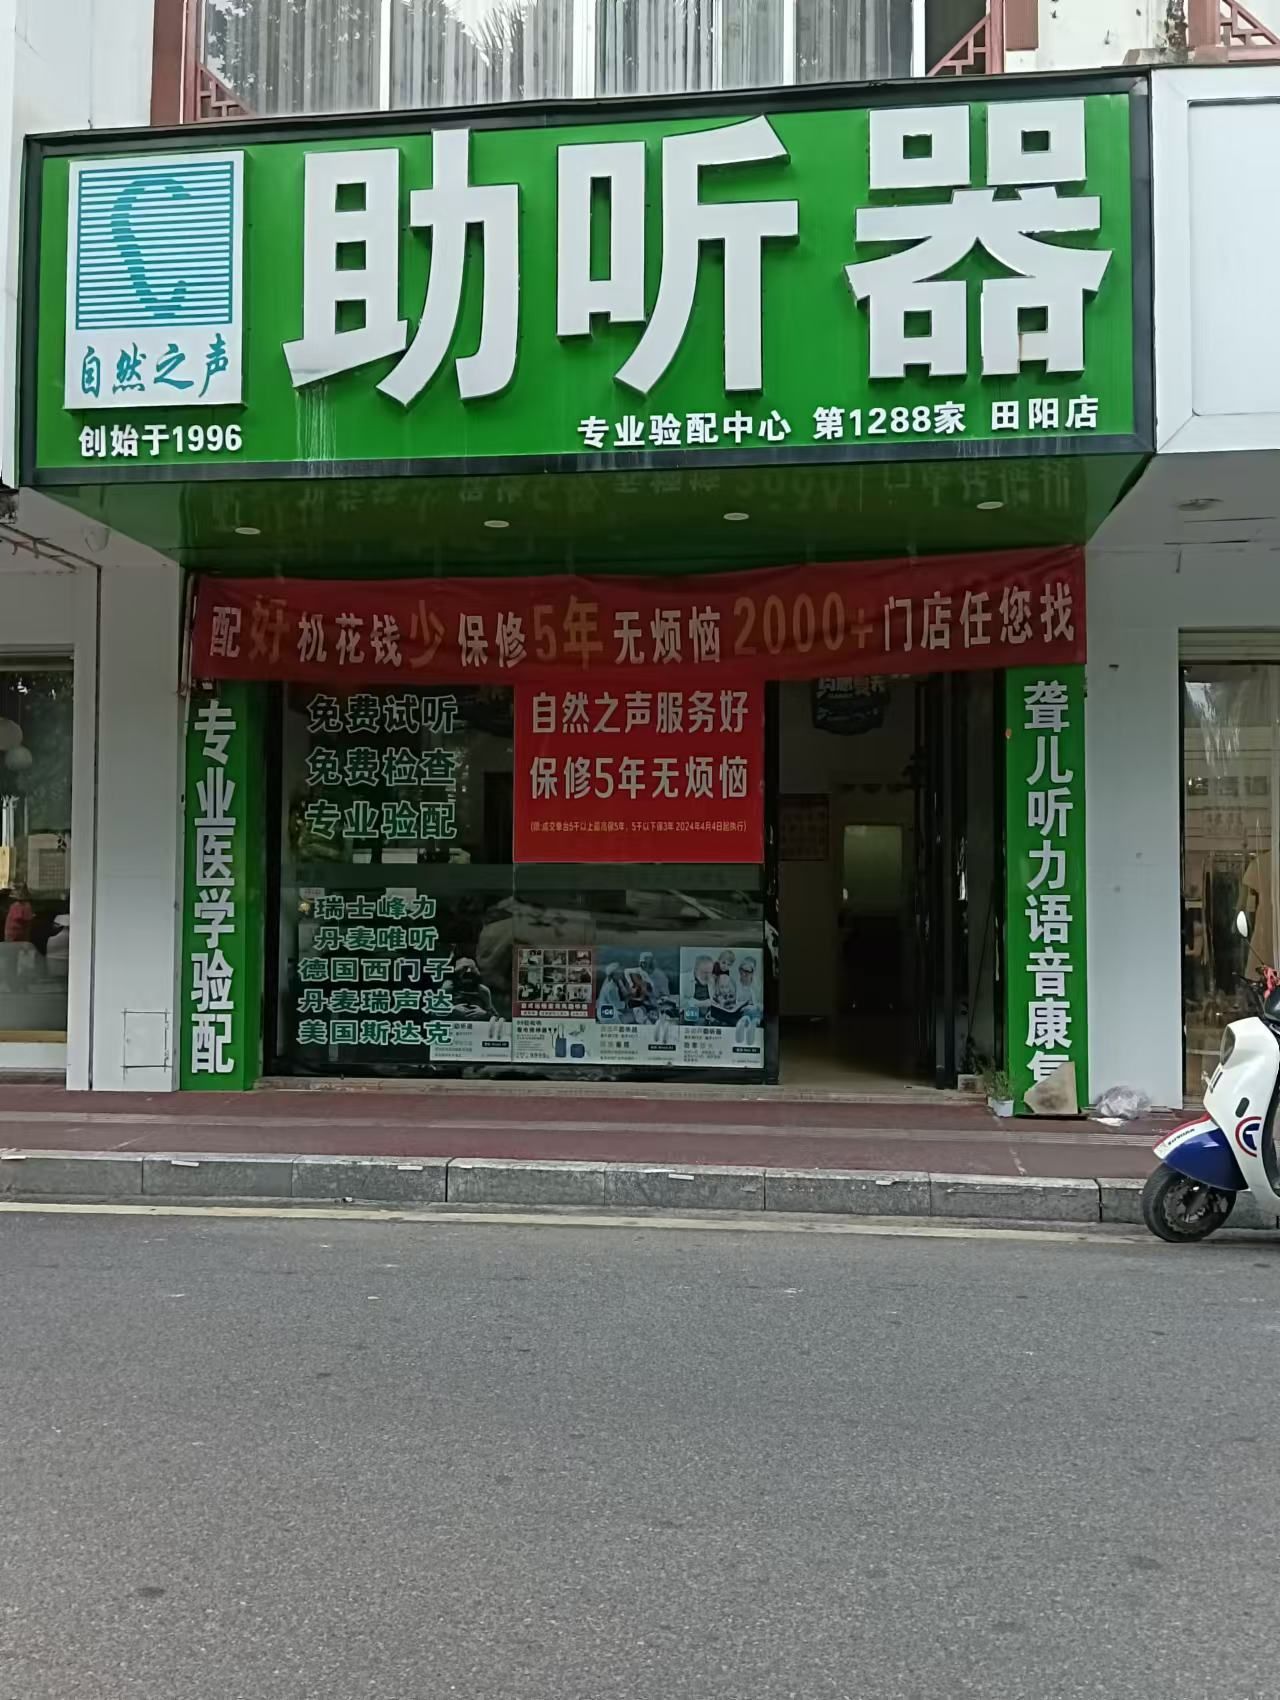 助听器
自然之声
创始于1996
专业验配中心 第1288家 田阳店
配好机花钱少保修5年无烦恼2000+门店任您找
专业医学验配
免费试听
免费检查
专业验配
自然之声服务好
保修5年无烦恼
瑞士峰力
丹麦唯听
德国西门子
丹麦瑞声达
美国斯达克
聋儿听力语音康复